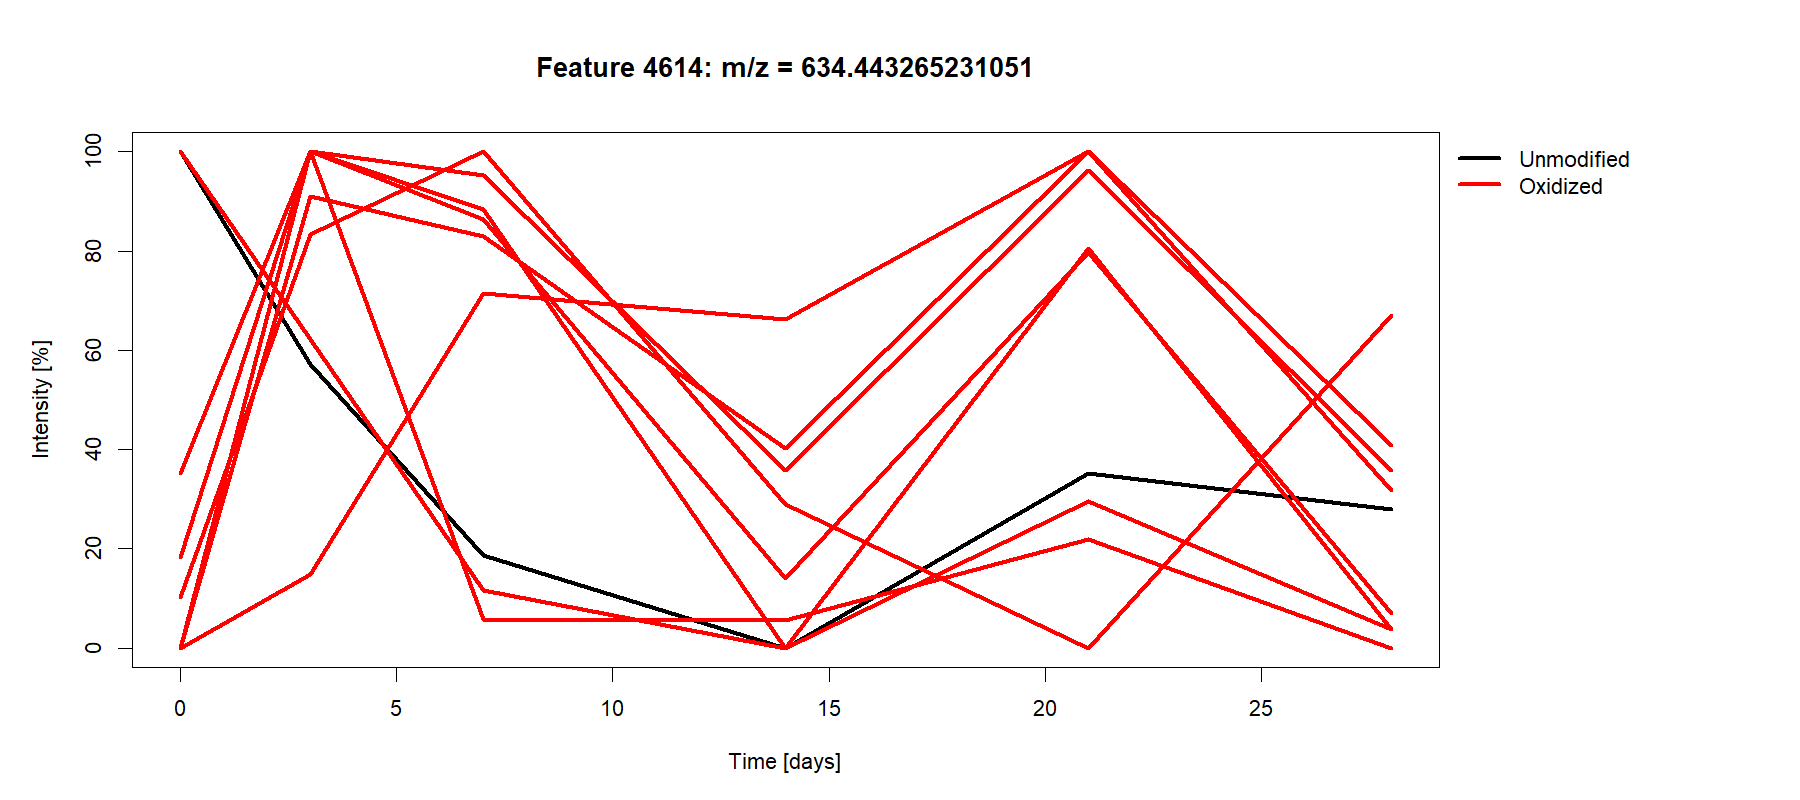 Feature 4614: m/z = 634.443265231051
Unmodified
Oxidized
Intensity [%]
100
80
60
40
20
0
0 5 10 15 20 25
Time [days]